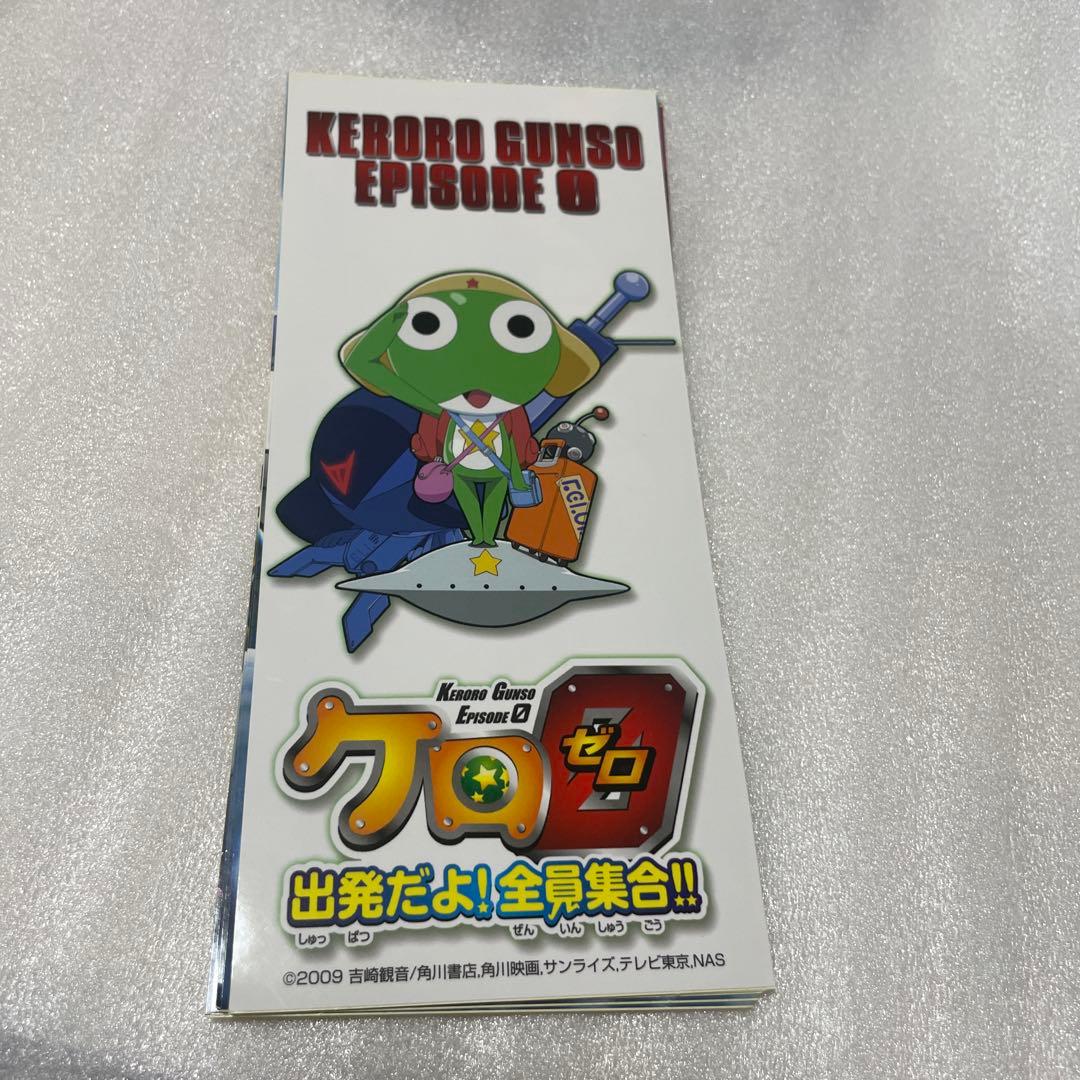 KERORO GUNSO
EPISODE 0
KERORO GUNSO
EPISODE 0
ケロ
ゼロ
出発だよ!全員集合!!
しゅっ ぱつ ぜん いん しゅう ごう
©2009 吉崎観音/角川書店,角川映画,サンライズ,テレビ東京,NAS